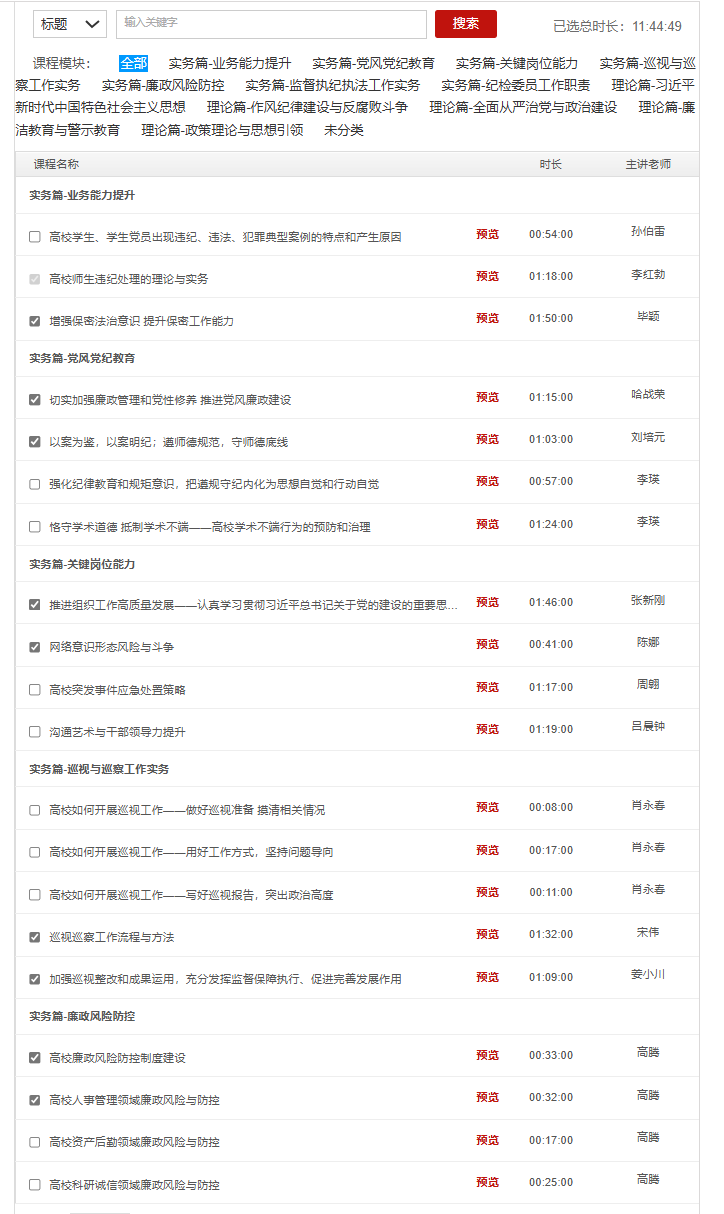 标题 输入关键字 搜索 已选总时长：11:44:49
课程模块： 全部 实务篇-业务能力提升 实务篇-党风党纪教育 实务篇-关键岗位能力 实务篇-巡视与巡
察工作实务 实务篇-廉政风险防控 实务篇-监督执纪执法工作实务 实务篇-纪检委员工作职责 理论篇-习近平
新时代中国特色社会主义思想 理论篇-作风纪律建设与反腐败斗争 理论篇-全面从严治党与政治建设 理论篇-廉
洁教育与警示教育 理论篇-政策理论与思想引领 未分类
课程名称 时长 主讲老师
实务篇-业务能力提升
高校学生、学生党员出现违纪、违法、犯罪典型案例的特点和产生原因 预览 00:54:00 孙伯雷
高校师生违纪处理的理论与实务 预览 01:18:00 李红勃
增强保密法治意识 提升保密工作能力 预览 01:50:00 毕颖
实务篇-党风党纪教育
切实加强廉政管理和党性修养 推进党风廉政建设 预览 01:15:00 哈战荣
以案为鉴，以案明纪；遵师德规范，守师德底线 预览 01:03:00 刘培元
强化纪律教育和规矩意识，把遵规守纪内化为思想自觉和行动自觉 预览 00:57:00 李瑛
恪守学术道德 抵制学术不端——高校学术不端行为的预防和治理 预览 01:24:00 李瑛
实务篇-关键岗位能力
推进组织工作高质量发展——认真学习贯彻习近平总书记关于党的建设的重要思... 预览 01:46:00 张新刚
网络意识形态风险与斗争 预览 00:41:00 陈娜
高校突发事件应急处置策略 预览 01:17:00 周翱
沟通艺术与干部领导力提升 预览 01:19:00 吕晨钟
实务篇-巡视与巡察工作实务
高校如何开展巡视工作——做好巡视准备 摸清相关情况 预览 00:08:00 肖永春
高校如何开展巡视工作——用好工作方式，坚持问题导向 预览 00:17:00 肖永春
高校如何开展巡视工作——写好巡视报告，突出政治高度 预览 00:11:00 肖永春
巡视巡察工作流程与方法 预览 01:32:00 宋伟
加强巡视整改和成果运用，充分发挥监督保障执行、促进完善发展作用 预览 01:09:00 姜小川
实务篇-廉政风险防控
高校廉政风险防控制度建设 预览 00:33:00 高腾
高校人事管理领域廉政风险与防控 预览 00:32:00 高腾
高校资产后勤领域廉政风险与防控 预览 00:17:00 高腾
高校科研诚信领域廉政风险与防控 预览 00:25:00 高腾